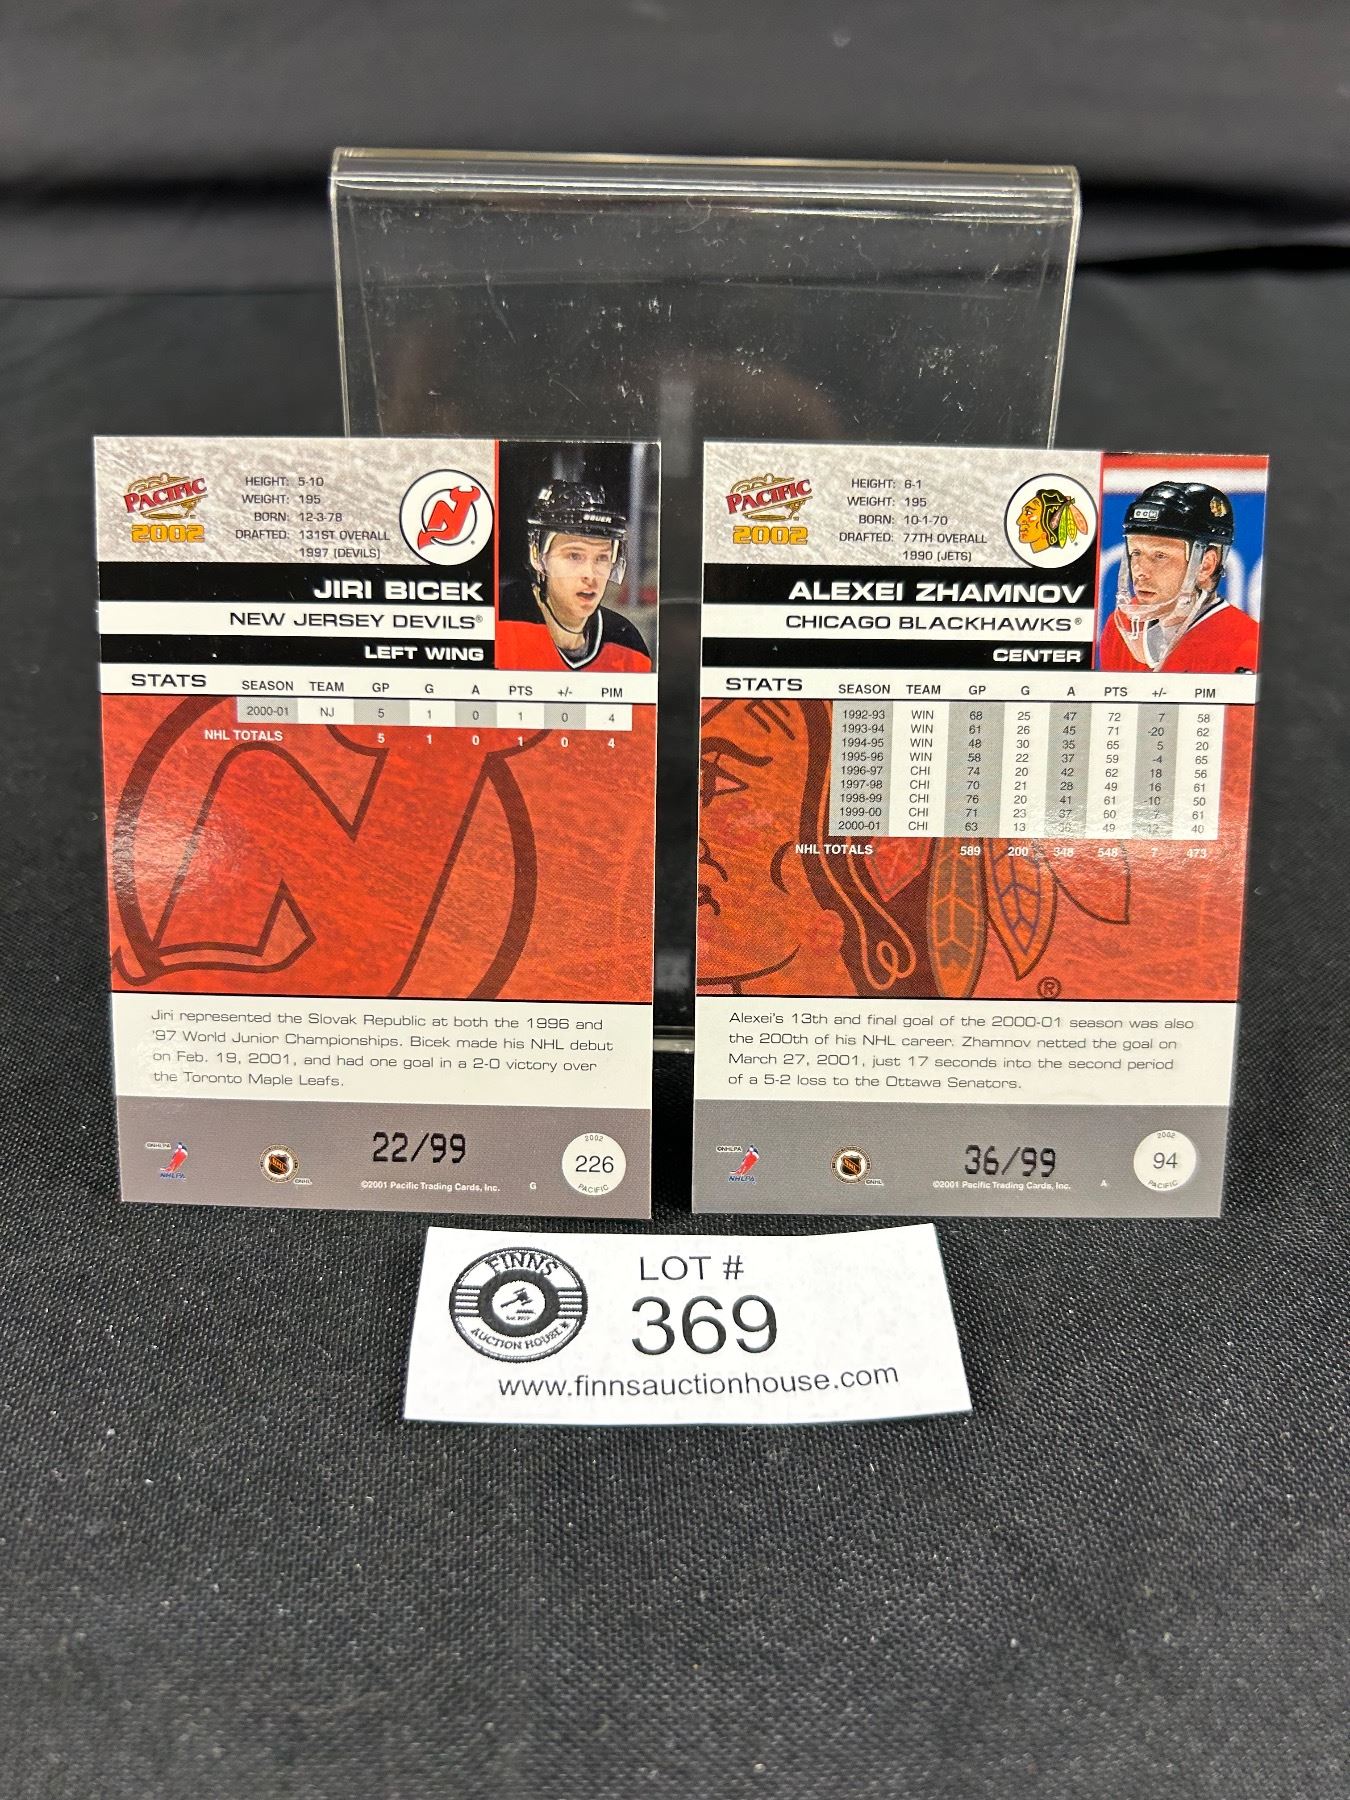 PACIFIC
2002
HEIGHT: 5-10
WEIGHT: 195
BORN: 12-3-78
DRAFTED: 131ST OVERALL
1997 (DEVILS)
BAUER
JIRI BICEK
NEW JERSEY DEVILS®
LEFT WING
STATS SEASON TEAM GP G A PTS +/- PIM
2000-01 NJ 5 1 0 1 0 4
NHL TOTALS 5 1 0 1 0 4
Jiri represented the Slovak Republic at both the 1996 and
'97 World Junior Championships. Bicek made his NHL debut
on Feb. 19, 2001, and had one goal in a 2-0 victory over
the Toronto Maple Leafs.
©NHLPA
NHLPA
©NHL
22/99
©2001 Pacific Trading Cards, Inc. G
2002
226
PACIFIC
PACIFIC
2002
HEIGHT: 6-1
WEIGHT: 195
BORN: 10-1-70
DRAFTED: 77TH OVERALL
1990 (JETS)
CCM
ALEXEI ZHAMNOV
CHICAGO BLACKHAWKS®
CENTER
STATS SEASON TEAM GP G A PTS +/- PIM
1992-93 WIN 68 25 47 72 7 58
1993-94 WIN 61 26 45 71 -20 62
1994-95 WIN 48 30 35 65 5 20
1995-96 WIN 58 22 37 59 -4 65
1996-97 CHI 74 20 42 62 18 56
1997-98 CHI 70 21 28 49 16 61
1998-99 CHI 76 20 41 61 -10 50
1999-00 CHI 71 23 37 60 7 61
2000-01 CHI 63 13 36 49 -12 40
NHL TOTALS 589 200 348 548 7 473
®
Alexei's 13th and final goal of the 2000-01 season was also
the 200th of his NHL career. Zhamnov netted the goal on
March 27, 2001, just 17 seconds into the second period
of a 5-2 loss to the Ottawa Senators.
©NHLPA
NHLPA
©NHL
36/99
©2001 Pacific Trading Cards, Inc. A
2002
94
PACIFIC
FINNS
AUCTION HOUSE
LOT #
369
www.finnsauctionhouse.com